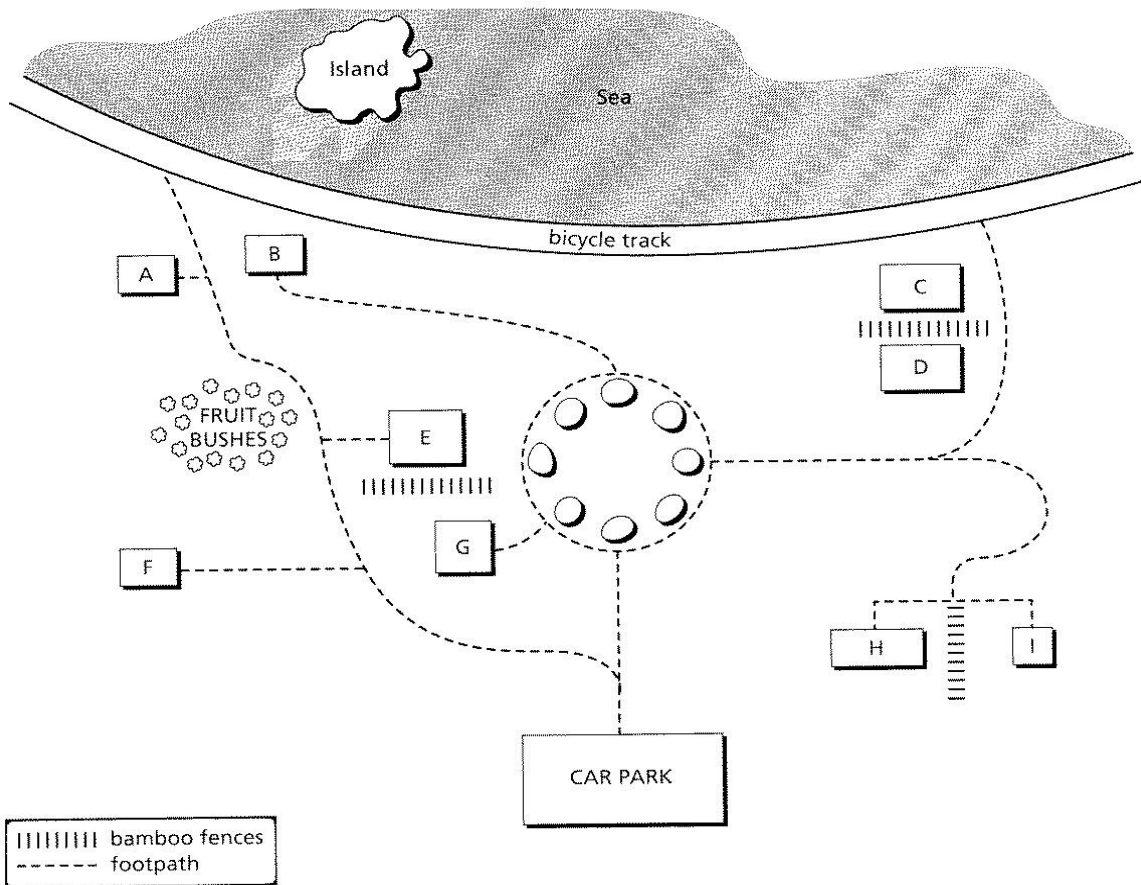 Island
Sea
bicycle track
A
B
C
D
FRUIT
BUSHES
E
G
F
H
I
CAR PARK
bamboo fences
footpath